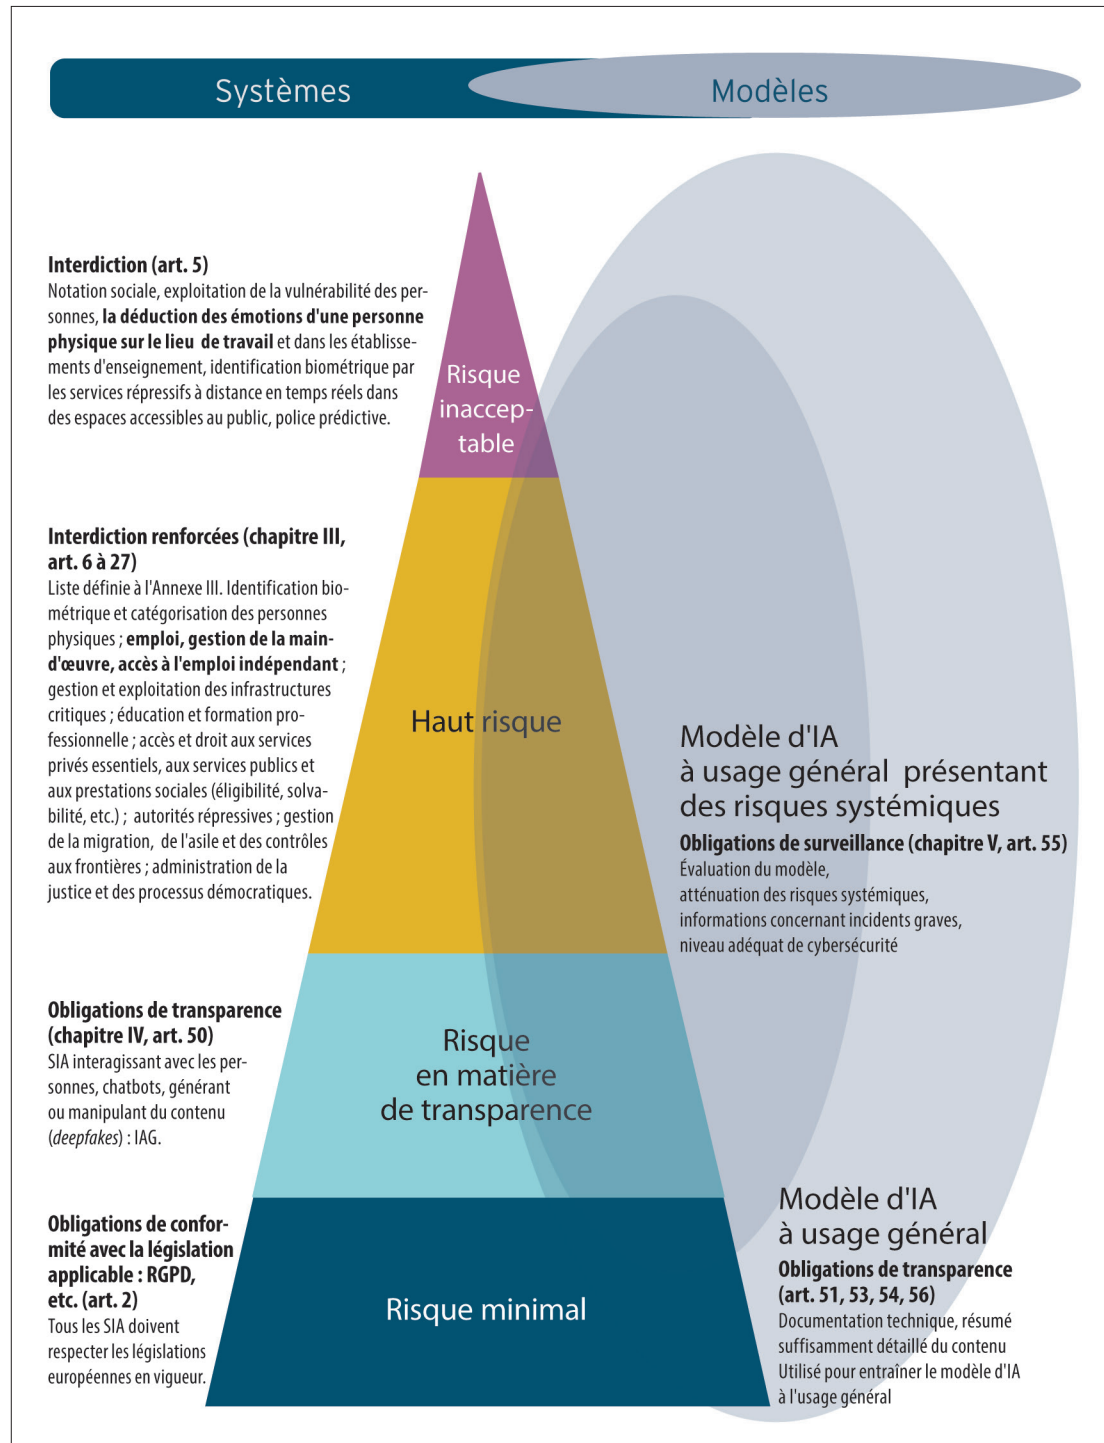 Systèmes
Modèles
Interdiction (art. 5)
Notation sociale, exploitation de la vulnérabilité des per-
sonnes, la déduction des émotions d'une personne
physique sur le lieu de travail et dans les établisse-
ments d'enseignement, identification biométrique par
les services répressifs à distance en temps réels dans
des espaces accessibles au public, police prédictive.
Risque
inaccep-
table
Interdiction renforcées (chapitre III,
art. 6 à 27)
Liste définie à l'Annexe III. Identification bio-
métrique et catégorisation des personnes
physiques ; emploi, gestion de la main-
d'œuvre, accès à l'emploi indépendant ;
gestion et exploitation des infrastructures
critiques ; éducation et formation pro-
fessionnelle ; accès et droit aux services
privés essentiels, aux services publics et
aux prestations sociales (éligibilité, solva-
bilité, etc.) ; autorités répressives ; gestion
de la migration, de l'asile et des contrôles
aux frontières ; administration de la
justice et des processus démocratiques.
Haut risque
Modèle d'IA
à usage général présentant
des risques systémiques
Obligations de surveillance (chapitre V, art. 55)
Évaluation du modèle,
atténuation des risques systémiques,
informations concernant incidents graves,
niveau adéquat de cybersécurité
Obligations de transparence
(chapitre IV, art. 50)
SIA interagissant avec les per-
sonnes, chatbots, générant
ou manipulant du contenu
(deepfakes) : IAG.
Risque
en matière
de transparence
Obligations de confor-
mité avec la législation
applicable : RGPD,
etc. (art. 2)
Tous les SIA doivent
respecter les législations
européennes en vigueur.
Risque minimal
Modèle d'IA
à usage général
Obligations de transparence
(art. 51, 53, 54, 56)
Documentation technique, résumé
suffisamment détaillé du contenu
Utilisé pour entraîner le modèle d'IA
à l'usage général